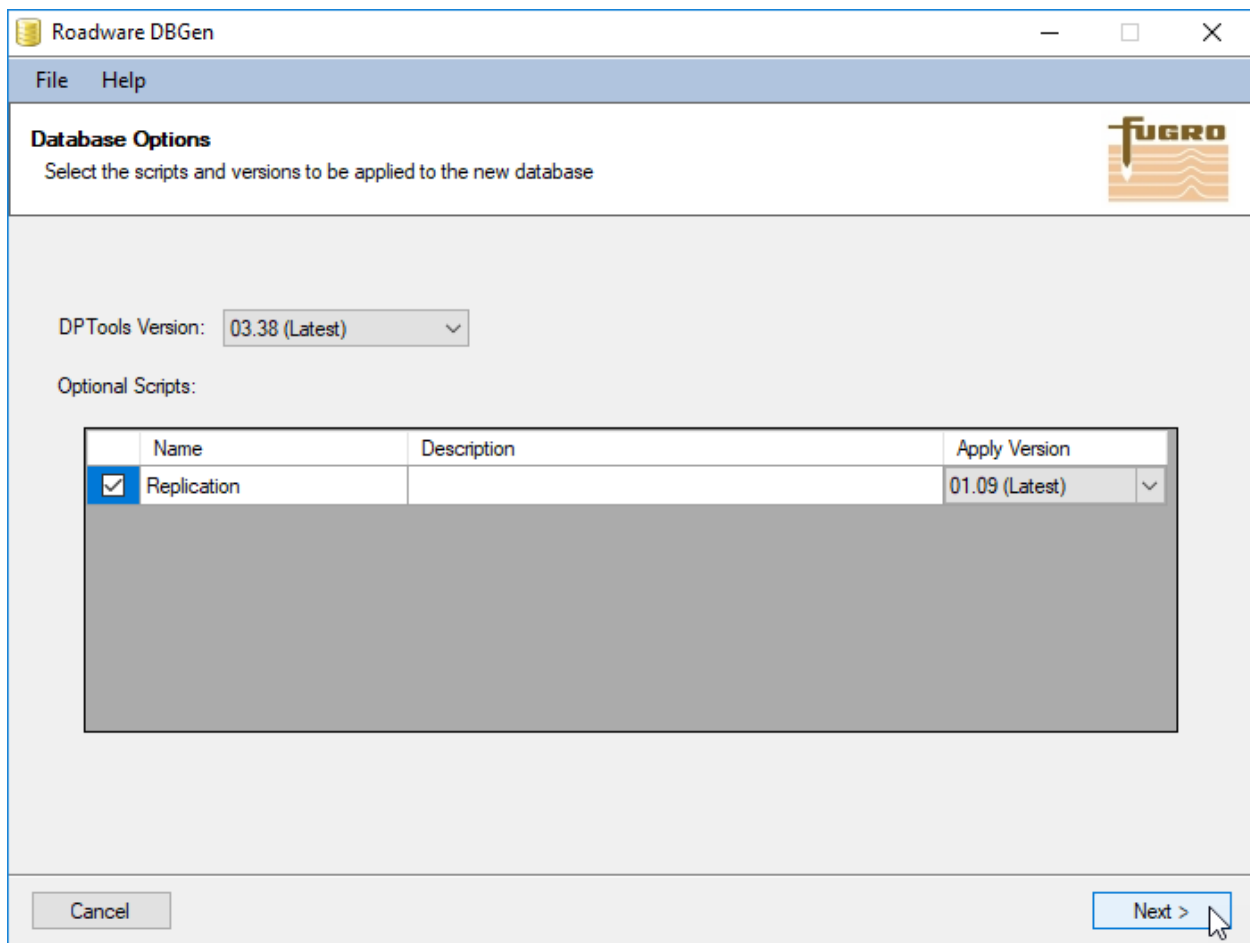 Roadware DBGen
File Help
Database Options
Select the scripts and versions to be applied to the new database
fUGRO
DPTools Version: 03.38 (Latest)
Optional Scripts:
Name Description Apply Version
Replication 01.09 (Latest)
Cancel Next >